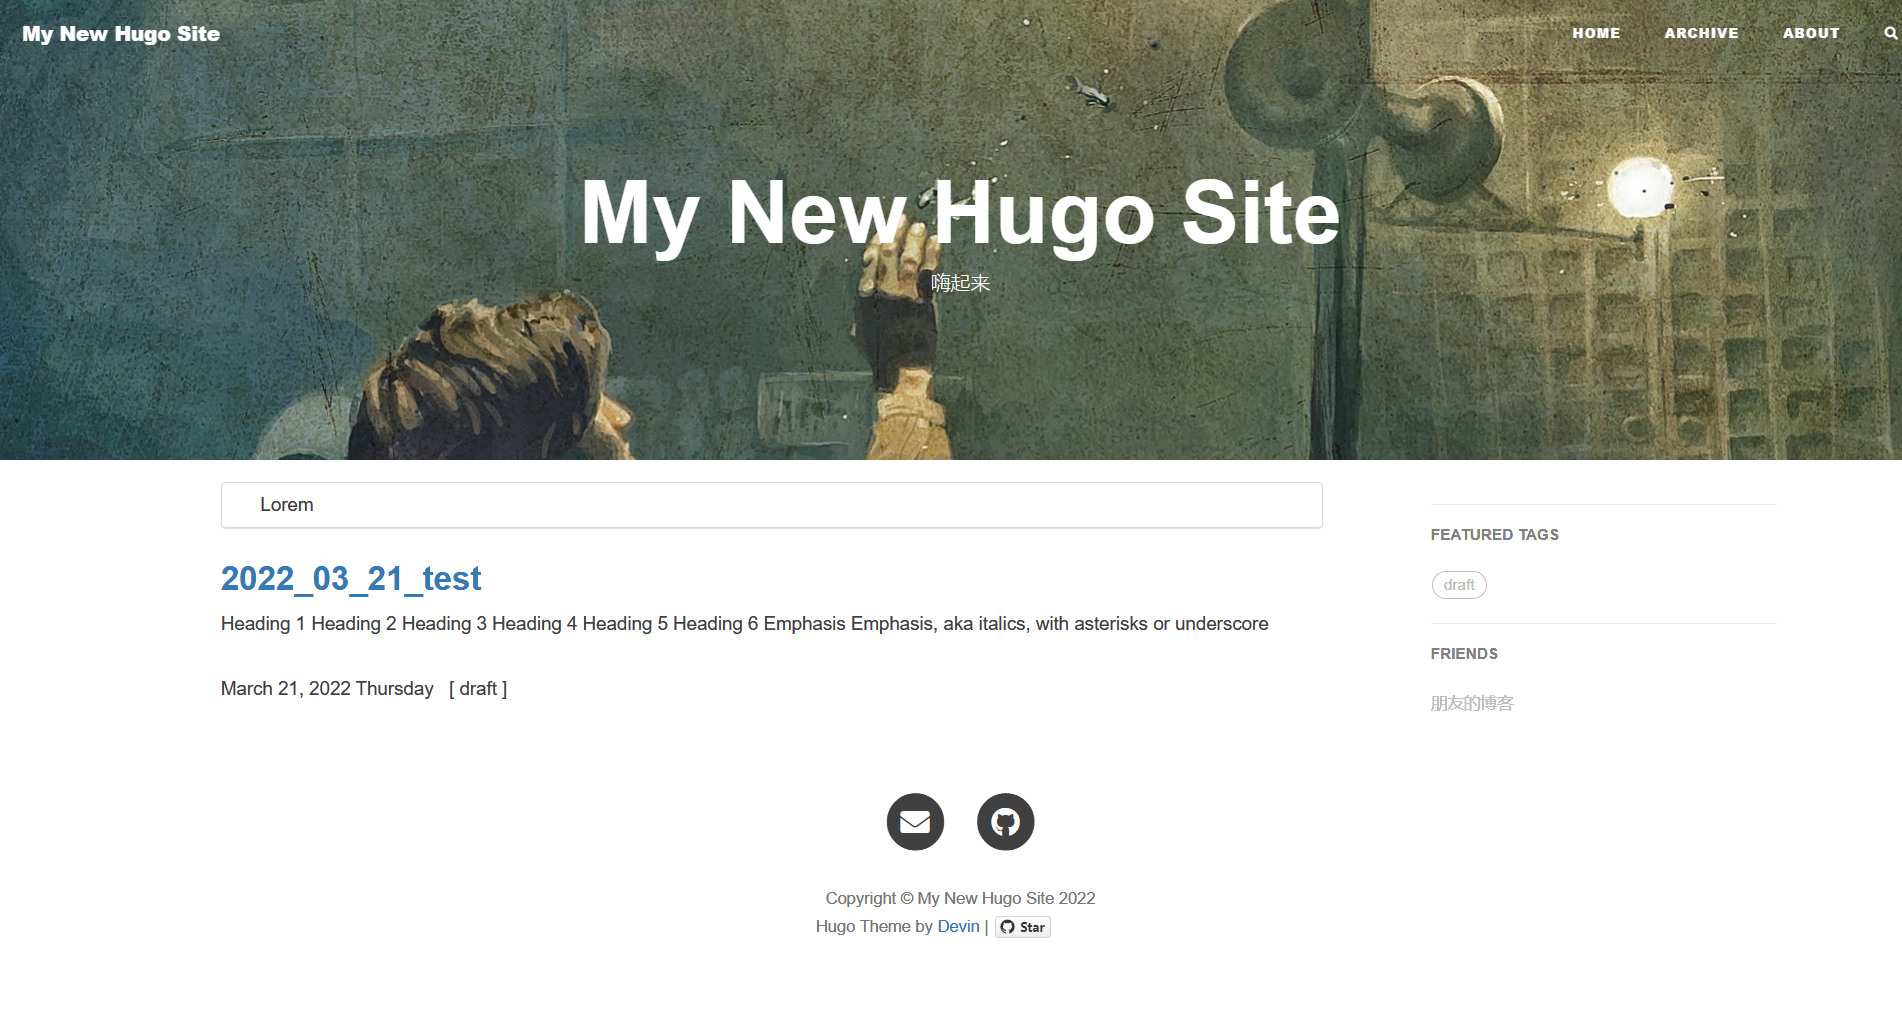 My New Hugo Site
HOME ARCHIVE ABOUT
My New Hugo Site
嗨起来
Lorem
2022_03_21_test
Heading 1 Heading 2 Heading 3 Heading 4 Heading 5 Heading 6 Emphasis Emphasis, aka italics, with asterisks or underscore
March 21, 2022 Thursday [ draft ]
FEATURED TAGS
draft
FRIENDS
朋友的博客
Copyright © My New Hugo Site 2022
Hugo Theme by Devin | Star